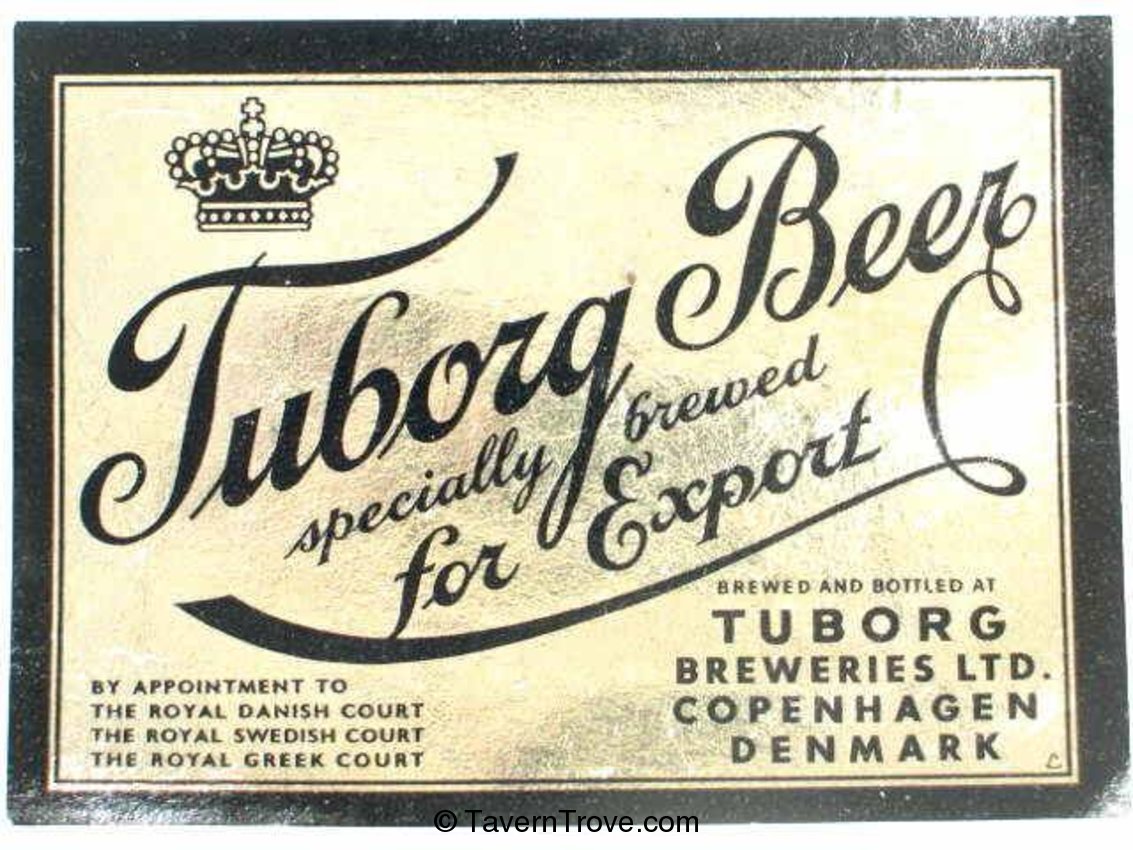 Tuborg Beer
specially brewed
for Export
BREWED AND BOTTLED AT
TUBORG
BREWERIES LTD.
COPENHAGEN
DENMARK
BY APPOINTMENT TO
THE ROYAL DANISH COURT
THE ROYAL SWEDISH COURT
THE ROYAL GREEK COURT
C
© TavernTrove.com